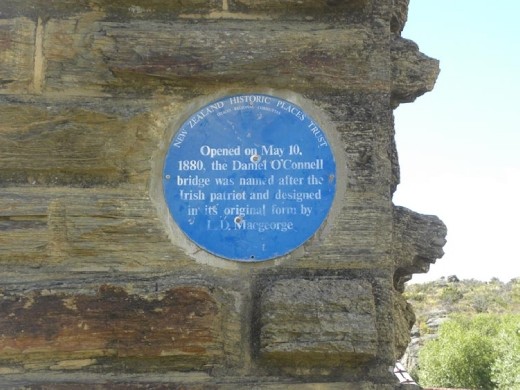 NEW ZEALAND HISTORIC PLACES TRUST
Opened on May 10,
1880, the Daniel O'Connell
bridge was named after the
Irish patriot and designed
in its original form by
L. D. Macgeorge.